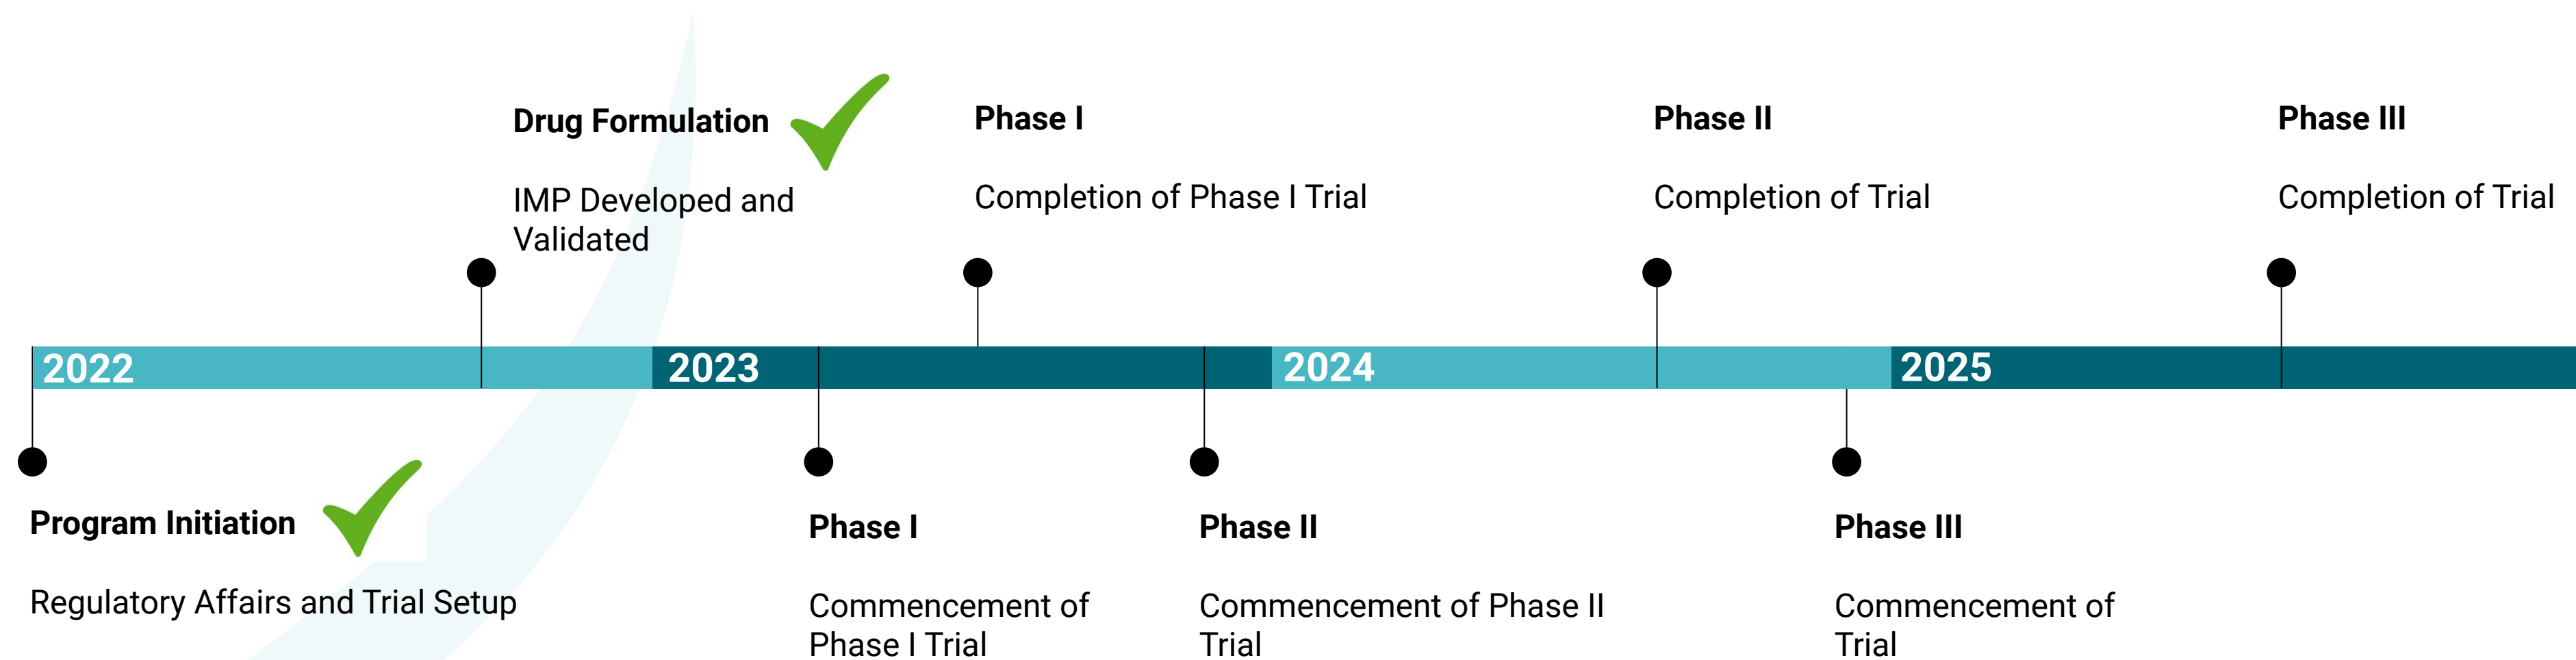 Drug Formulation
IMP Developed and
Validated
Phase I
Completion of Phase I Trial
Phase II
Completion of Trial
Phase III
Completion of Trial
2022
2023
2024
2025
Program Initiation
Regulatory Affairs and Trial Setup
Phase I
Commencement of
Phase I Trial
Phase II
Commencement of Phase II
Trial
Phase III
Commencement of
Trial